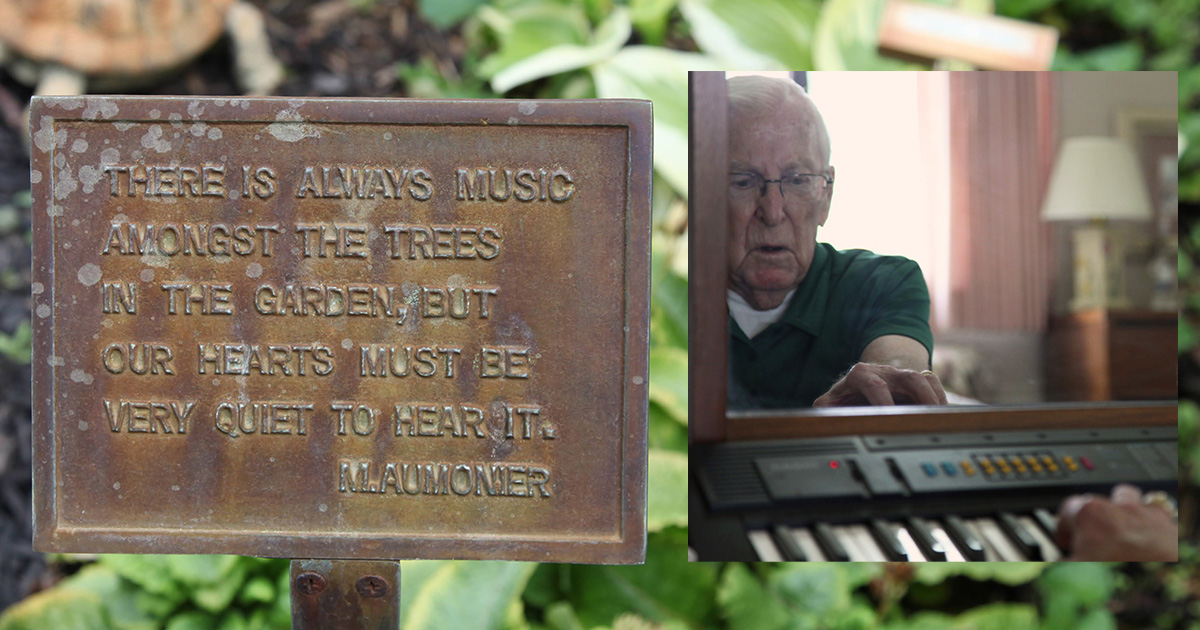 THERE IS ALWAYS MUSIC
AMONGST THE TREES
IN THE GARDEN, BUT
OUR HEARTS MUST BE
VERY QUIET TO HEAR IT.
M.AUMONIER